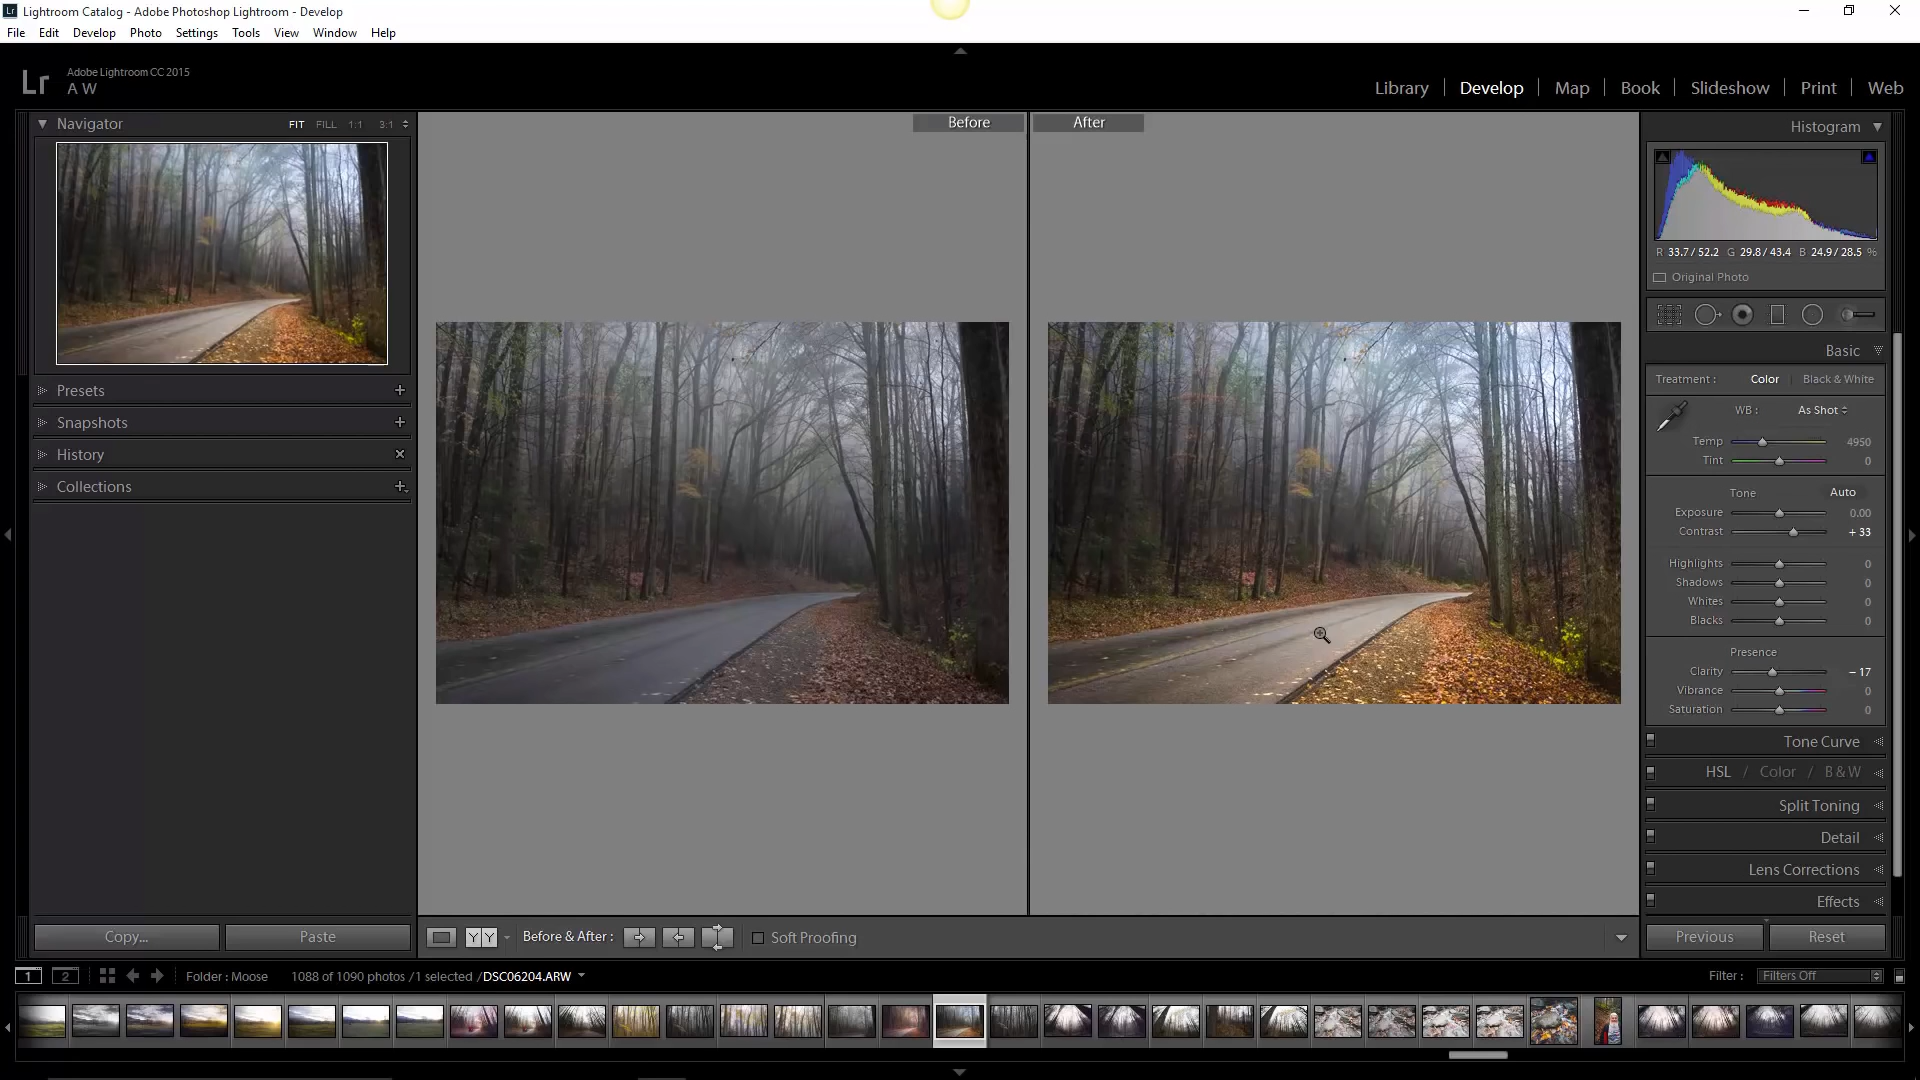 Lr Lightroom Catalog - Adobe Photoshop Lightroom - Develop
File Edit Develop Photo Settings Tools View Window Help
Lr Adobe Lightroom CC 2015
A W
Library | Develop | Map | Book | Slideshow | Print | Web
Navigator FIT FILL 1:1 3:1
Presets +
Snapshots +
History ×
Collections +
Copy... Paste
Before After
Before & After : Soft Proofing
Histogram
R 33.7 / 52.2 G 29.8 / 43.4 B 24.9 / 28.5 %
Original Photo
Basic
Treatment : Color | Black & White
WB : As Shot
Temp 4950
Tint 0
Tone Auto
Exposure 0.00
Contrast + 33
Highlights 0
Shadows 0
Whites 0
Blacks 0
Presence
Clarity − 17
Vibrance 0
Saturation 0
Tone Curve
HSL / Color / B & W
Split Toning
Detail
Lens Corrections
Effects
Previous Reset
1 2 Folder : Moose 1088 of 1090 photos / 1 selected / DSC06204.ARW Filter : Filters Off